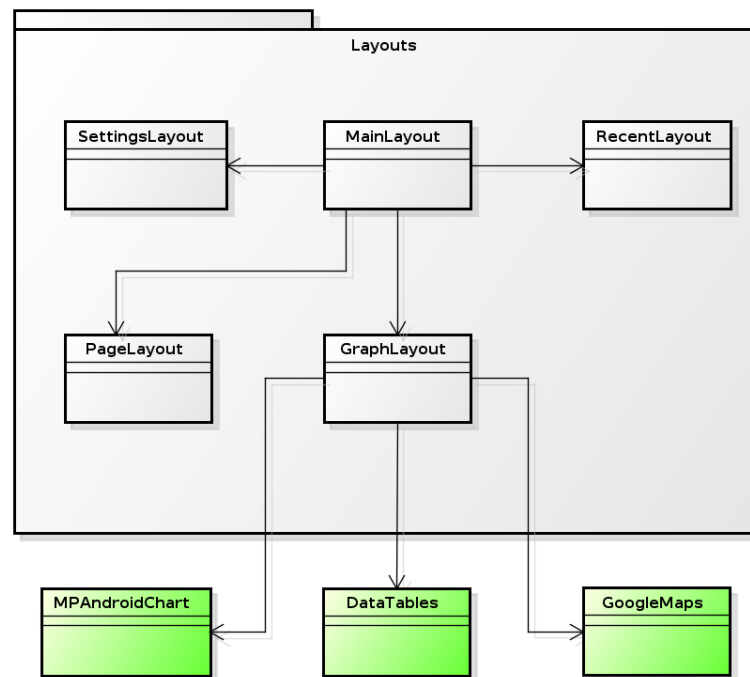 Layouts
SettingsLayout
MainLayout
RecentLayout
PageLayout
GraphLayout
MPAndroidChart
DataTables
GoogleMaps